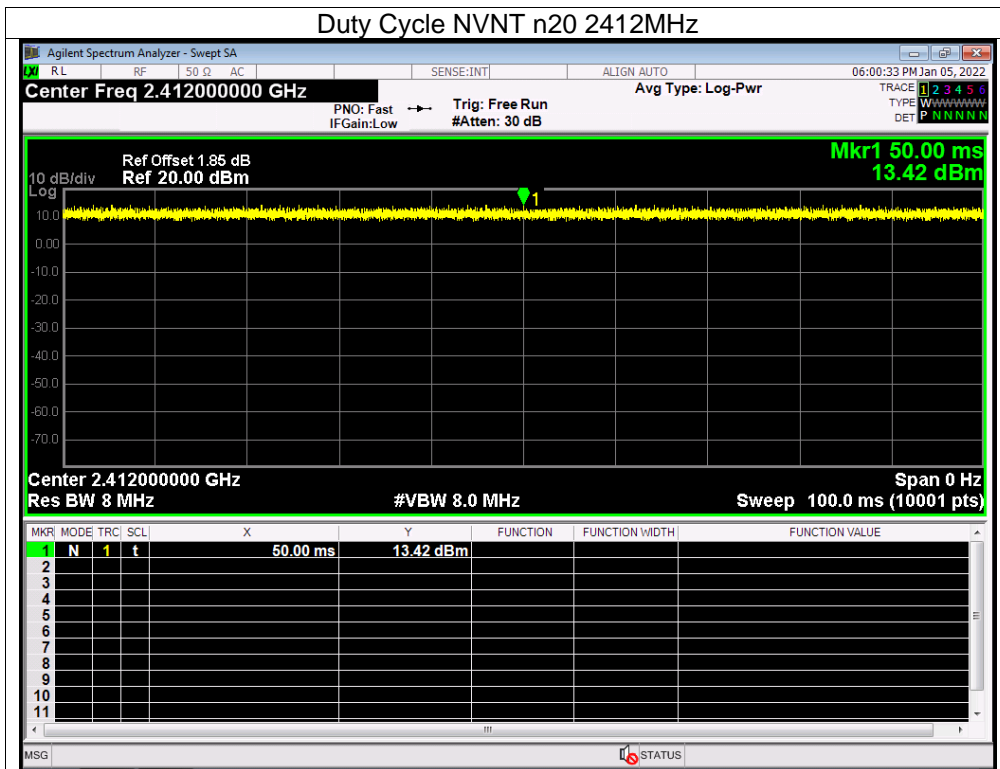 Duty Cycle NVNT n20 2412MHz
Agilent Spectrum Analyzer - Swept SA
LXI RL RF 50 Ω AC SENSE:INT ALIGN AUTO 06:00:33 PM Jan 05, 2022
Center Freq 2.412000000 GHz Avg Type: Log-Pwr TRACE 1 2 3 4 5 6
PNO: Fast Trig: Free Run TYPE WWWWWW
IFGain:Low #Atten: 30 dB DET P N N N N N
Mkr1 50.00 ms
Ref Offset 1.85 dB
10 dB/div Ref 20.00 dBm 13.42 dBm
Log
1
10.0
0.00
-10.0
-20.0
-30.0
-40.0
-50.0
-60.0
-70.0
Center 2.412000000 GHz Span 0 Hz
Res BW 8 MHz #VBW 8.0 MHz Sweep 100.0 ms (10001 pts)
MKR MODE TRC SCL X Y FUNCTION FUNCTION WIDTH FUNCTION VALUE
1 N 1 t 50.00 ms 13.42 dBm
2
3
4
5
6
7
8
9
10
11
MSG STATUS